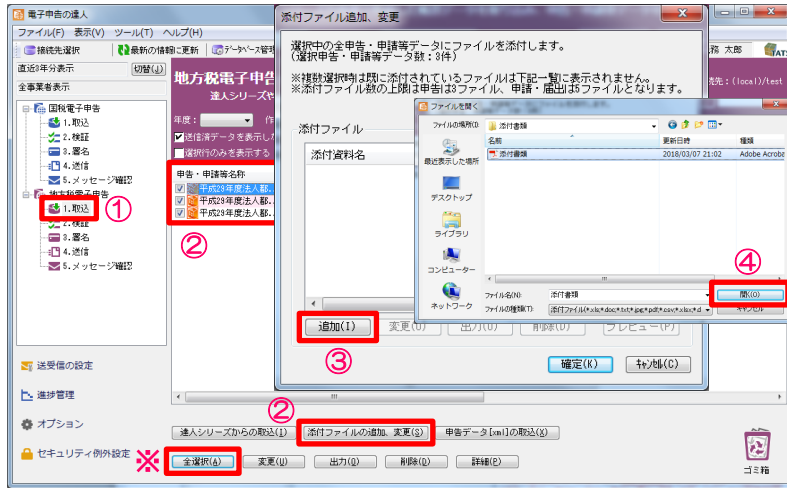 電子申告の達人
ファイル(F) 表示(V) ツール(T) ヘルプ(H)
接続先選択 最新の情報に更新 データベース管理
直近3年分表示 切替(J)
全事業者表示
国税電子申告
1.取込
2.検証
3.署名
4.送信
5.メッセージ確認
地方税電子申告
1.取込
①
2.検証
3.署名
4.送信
5.メッセージ確認
送受信の設定
進捗管理
オプション
セキュリティ例外設定
地方税電子申告
達人シリーズや
年度:
送信済データを表示した
選択行のみを表示する
申告・申請等名称
平成29年度法人都..
平成29年度法人都..
平成29年度法人都..
②
務 太郎
続先:(local)/test
添付ファイル追加、変更
選択中の全申告・申請等データにファイルを添付します。
(選択申告・申請等データ数:3件)
※複数選択時は既に添付されているファイルは下記一覧に表示されません。
※添付ファイル数の上限は申告は3ファイル、申請・届出は5ファイルとなります。
添付ファイル
添付資料名
追加(I) 変更(U) 出力(O) 削除(D) プレビュー(P)
③
確定(K) キャンセル(C)
ファイルを開く
ファイルの場所(I): 添付書類
名前 更新日時 種類
添付書類 2018/03/07 21:02 Adobe Acroba
最近表示した場所
デスクトップ
ライブラリ
コンピューター
ネットワーク
④
ファイル名(N): 添付書類 開く(O)
ファイルの種類(T): 添付ファイル(*.xls;*.doc;*.txt;*.jpg;*.pdf;*.csv;*.xlsx;*.d キャンセル
②
達人シリーズからの取込(I) 添付ファイルの追加、変更(S) 申告データ[xml]の取込(X)
※ 全選択(A) 変更(U) 出力(O) 削除(D) 詳細(P)
ゴミ箱